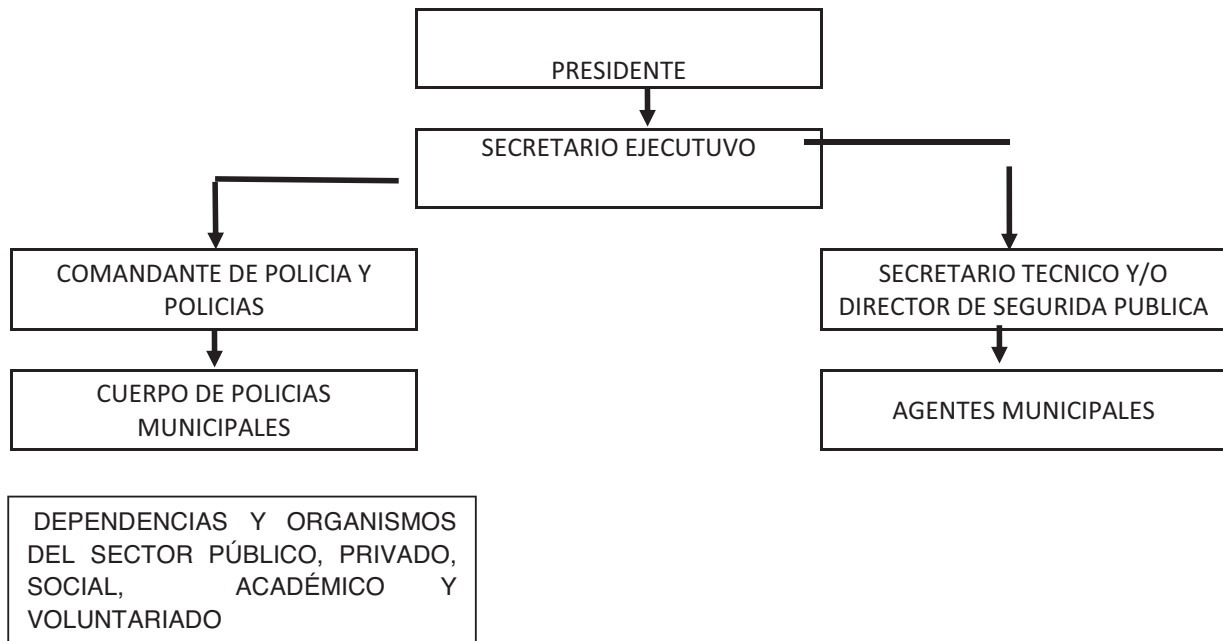 PRESIDENTE
SECRETARIO EJECUTUVO
COMANDANTE DE POLICIA Y
POLICIAS
SECRETARIO TECNICO Y/O
DIRECTOR DE SEGURIDA PUBLICA
CUERPO DE POLICIAS
MUNICIPALES
AGENTES MUNICIPALES
DEPENDENCIAS Y ORGANISMOS
DEL SECTOR PÚBLICO, PRIVADO,
SOCIAL, ACADÉMICO Y
VOLUNTARIADO